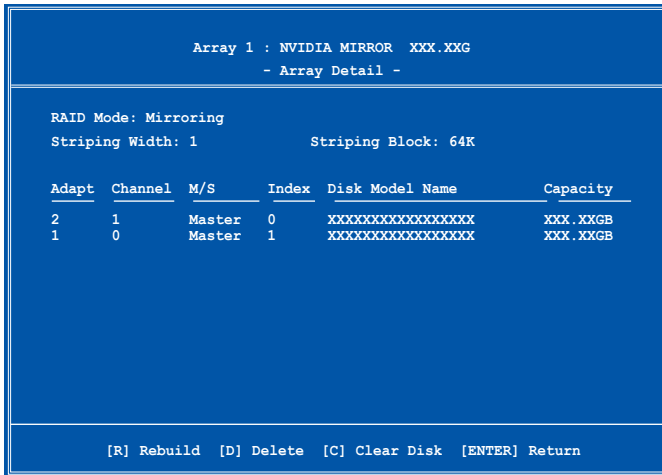 Array 1 : NVIDIA MIRROR XXX.XXG
- Array Detail -
RAID Mode: Mirroring
Striping Width: 1 Striping Block: 64K
Adapt Channel M/S Index Disk Model Name Capacity
2 1 Master 0 XXXXXXXXXXXXXXXXX XXX.XXGB
1 0 Master 1 XXXXXXXXXXXXXXXXX XXX.XXGB
[R] Rebuild [D] Delete [C] Clear Disk [ENTER] Return